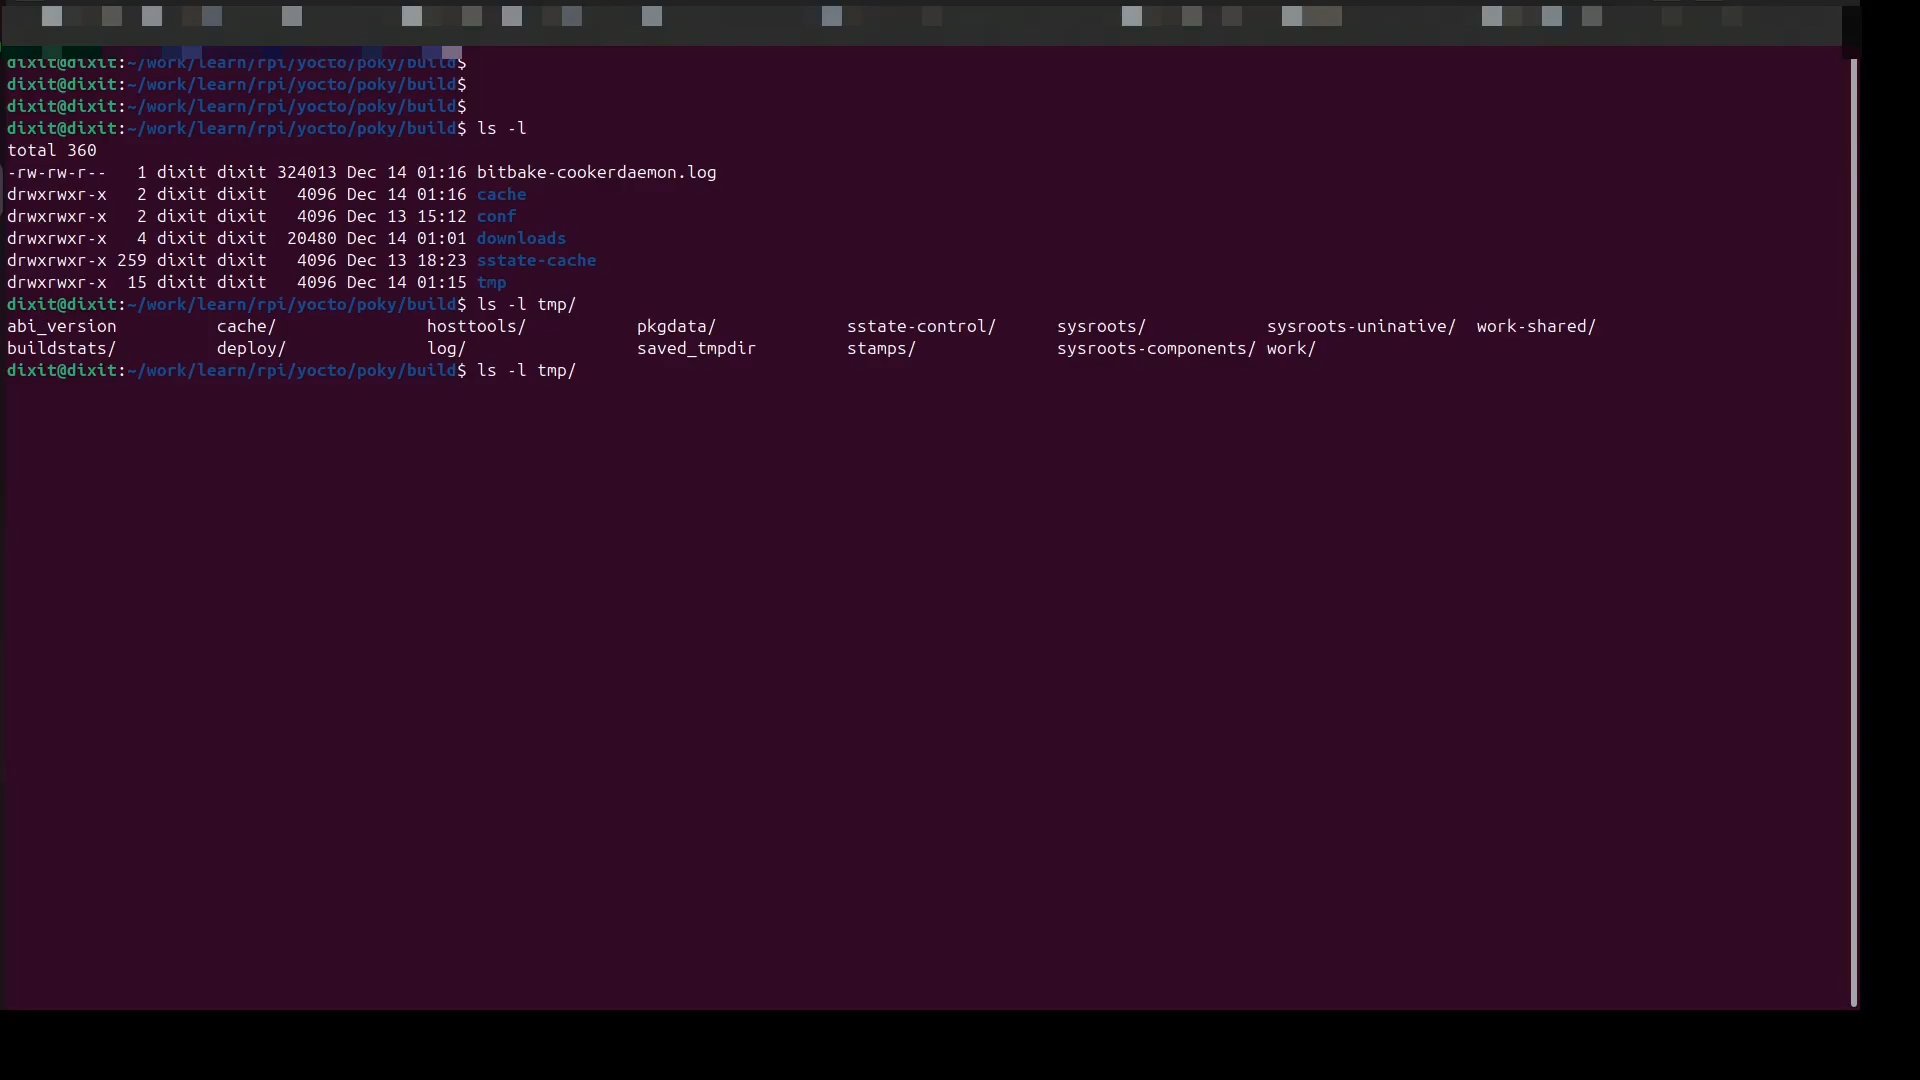 dixit@dixit:~/work/learn/rpi/yocto/poky/build$
dixit@dixit:~/work/learn/rpi/yocto/poky/build$
dixit@dixit:~/work/learn/rpi/yocto/poky/build$
dixit@dixit:~/work/learn/rpi/yocto/poky/build$ ls -l
total 360
-rw-rw-r--   1 dixit dixit 324013 Dec 14 01:16 bitbake-cookerdaemon.log
drwxrwxr-x   2 dixit dixit   4096 Dec 14 01:16 cache
drwxrwxr-x   2 dixit dixit   4096 Dec 13 15:12 conf
drwxrwxr-x   4 dixit dixit  20480 Dec 14 01:01 downloads
drwxrwxr-x 259 dixit dixit   4096 Dec 13 18:23 sstate-cache
drwxrwxr-x  15 dixit dixit   4096 Dec 14 01:15 tmp
dixit@dixit:~/work/learn/rpi/yocto/poky/build$ ls -l tmp/
abi_version          cache/               hosttools/           pkgdata/             sstate-control/      sysroots/            sysroots-uninative/  work-shared/
buildstats/          deploy/              log/                 saved_tmpdir         stamps/              sysroots-components/ work/
dixit@dixit:~/work/learn/rpi/yocto/poky/build$ ls -l tmp/